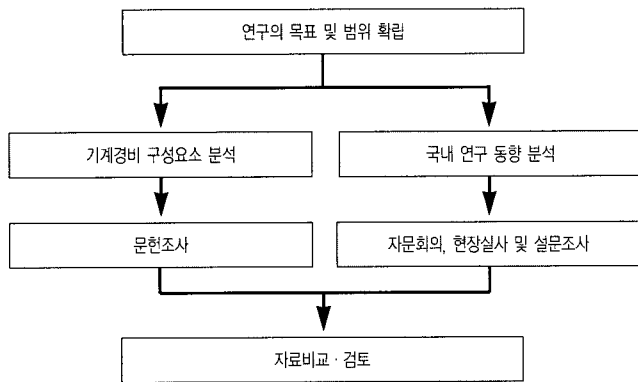 연구의 목표 및 범위 확립
기계경비 구성요소 분석
국내 연구 동향 분석
문헌조사
자문회의, 현장실사 및 설문조사
자료비교·검토